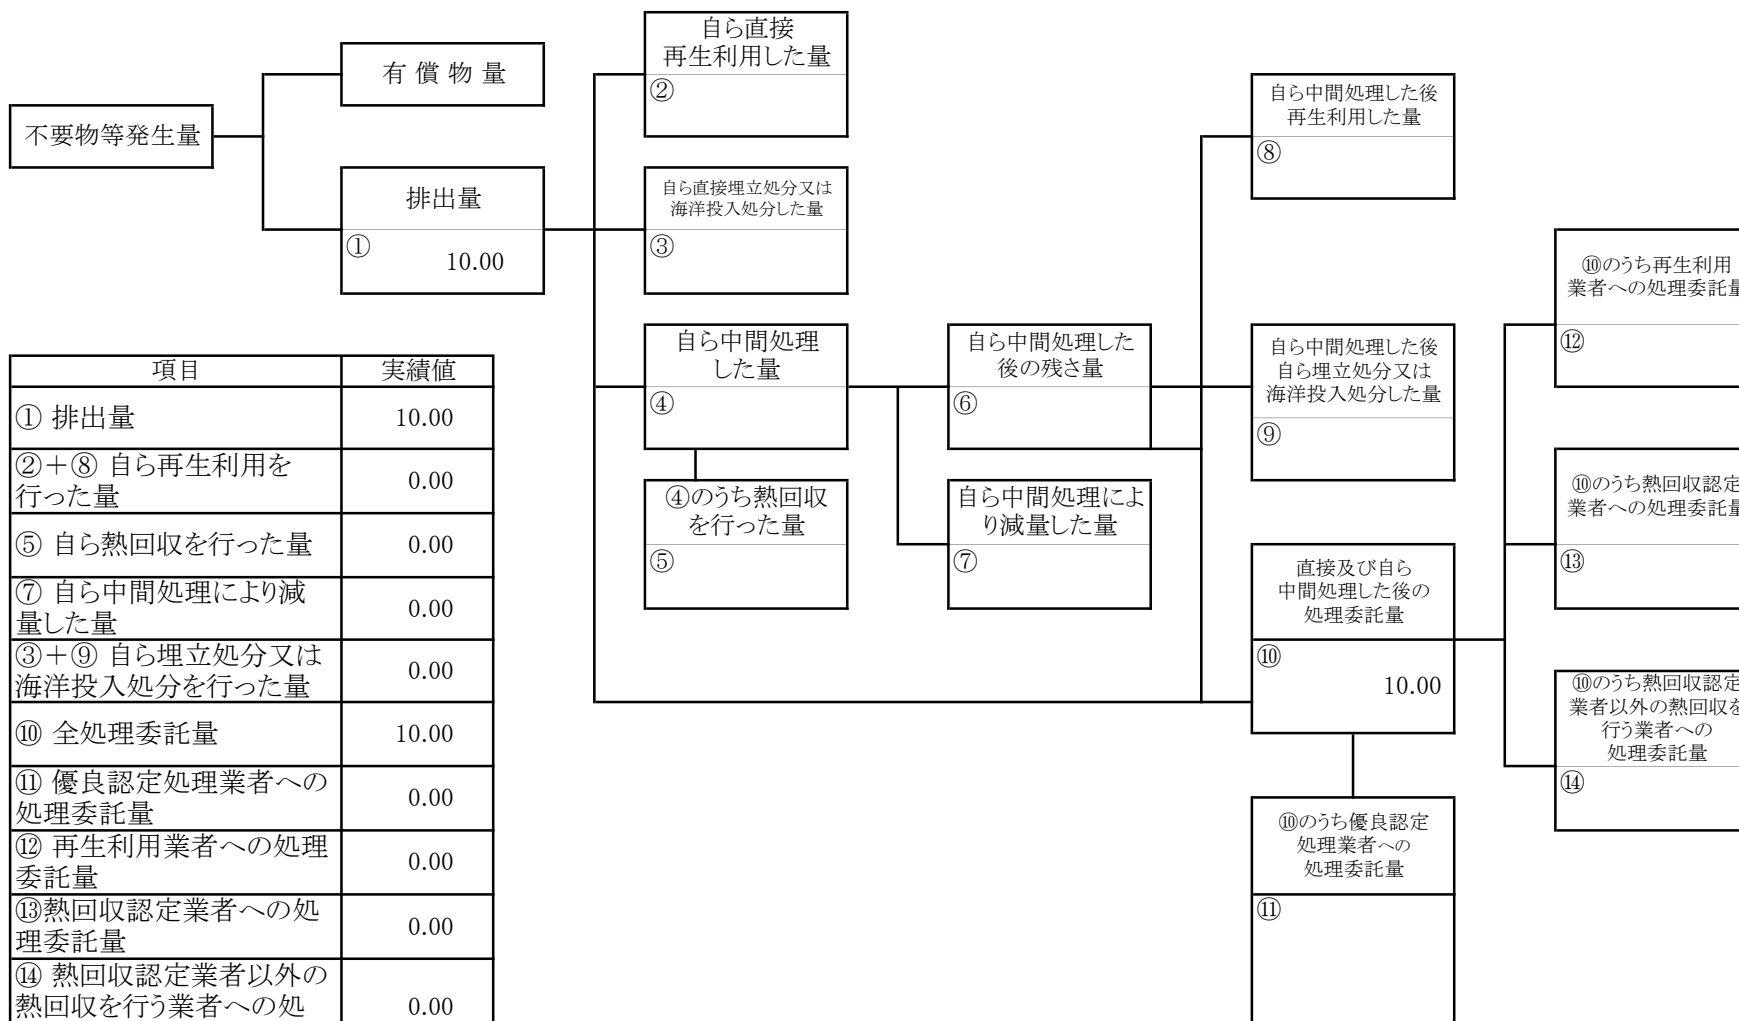 自ら直接
再生利用した量
②
有 償 物 量
不要物等発生量
排出量
①
10.00
自ら直接埋立処分又は
海洋投入処分した量
③
自ら中間処理した後
再生利用した量
⑧
⑩のうち再生利用
業者への処理委託量
⑫
自ら中間処理
した量
④
自ら中間処理した
後の残さ量
⑥
自ら中間処理した後
自ら埋立処分又は
海洋投入処分した量
⑨
④のうち熱回収
を行った量
⑤
自ら中間処理によ
り減量した量
⑦
⑩のうち熱回収認定
業者への処理委託量
⑬
直接及び自ら
中間処理した後の
処理委託量
⑩
10.00
⑩のうち熱回収認定
業者以外の熱回収を
行う業者への
処理委託量
⑭
⑩のうち優良認定
処理業者への
処理委託量
⑪
項目 実績値
① 排出量 10.00
②＋⑧ 自ら再生利用を
行った量 0.00
⑤ 自ら熱回収を行った量 0.00
⑦ 自ら中間処理により減
量した量 0.00
③＋⑨ 自ら埋立処分又は
海洋投入処分を行った量 0.00
⑩ 全処理委託量 10.00
⑪ 優良認定処理業者への
処理委託量 0.00
⑫ 再生利用業者への処理
委託量 0.00
⑬熱回収認定業者への処
理委託量 0.00
⑭ 熱回収認定業者以外の
熱回収を行う業者への処 0.00